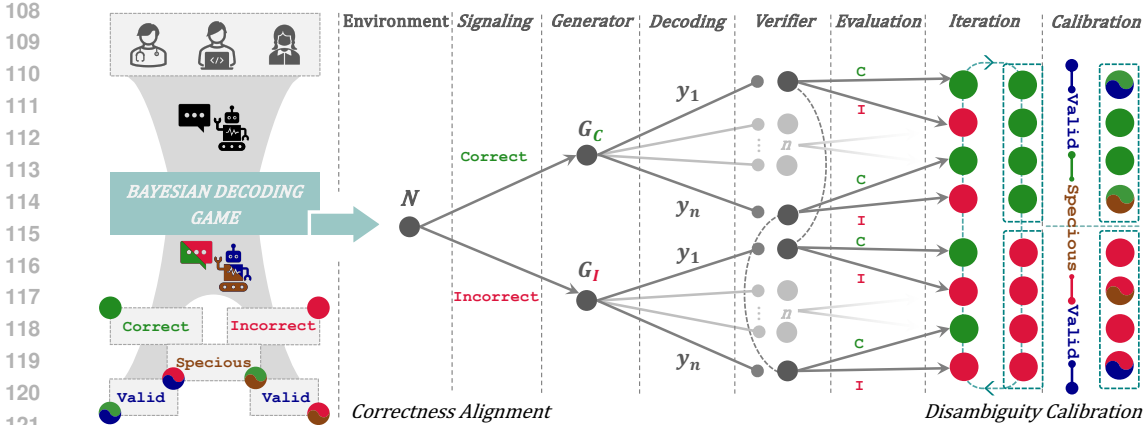 108
109
110
111
112
113
114
115
116
117
118
119
120
121
Environment Signaling Generator Decoding Verifier Evaluation Iteration Calibration
BAYESIAN DECODING
GAME
Correct Incorrect
Specious
Valid Valid
N
Correct
Incorrect
G_C
G_I
y_1
n
y_n
y_1
n
y_n
C
I
C
I
C
I
C
I
Valid
Specious
Valid
Correctness Alignment Disambiguity Calibration